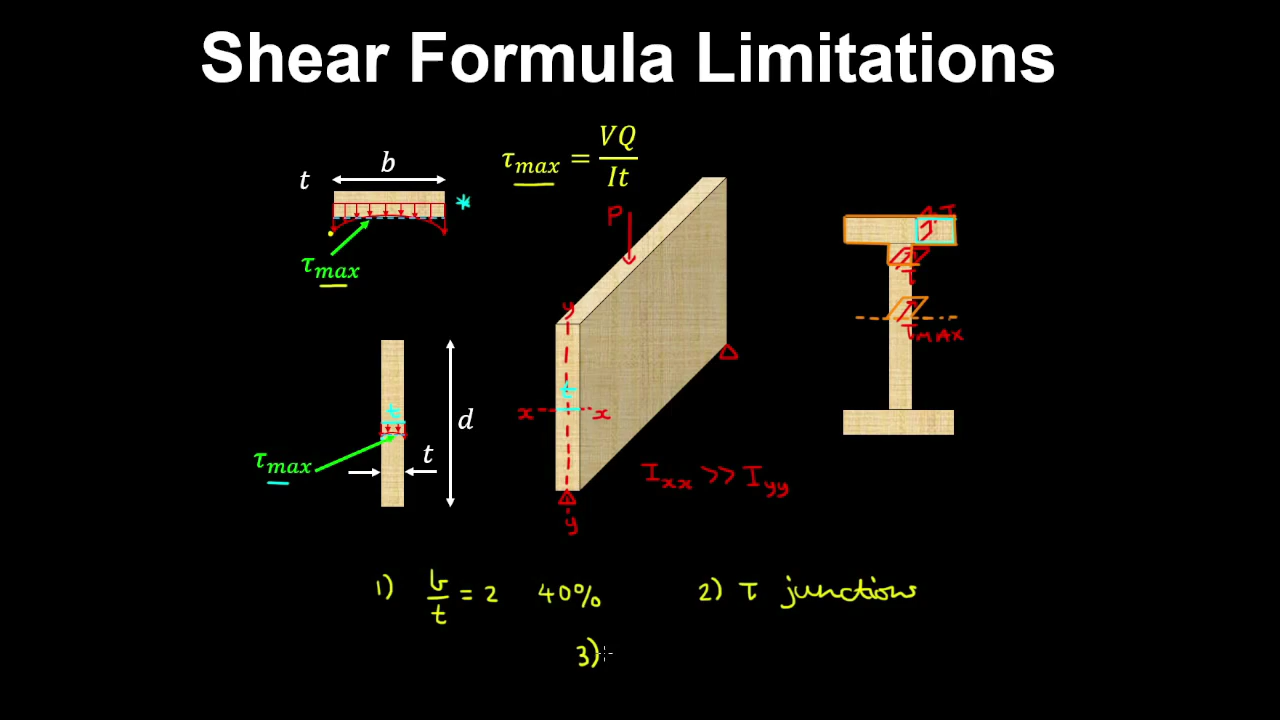 Shear Formula Limitations
τmax = VQ/It
t b
*
τmax
P
y
t
x x
y
Ixx >> Iyy
t
d
t
τmax
τ
τ
τMAX
1) b/t = 2 40%
2) τ junctions
3)